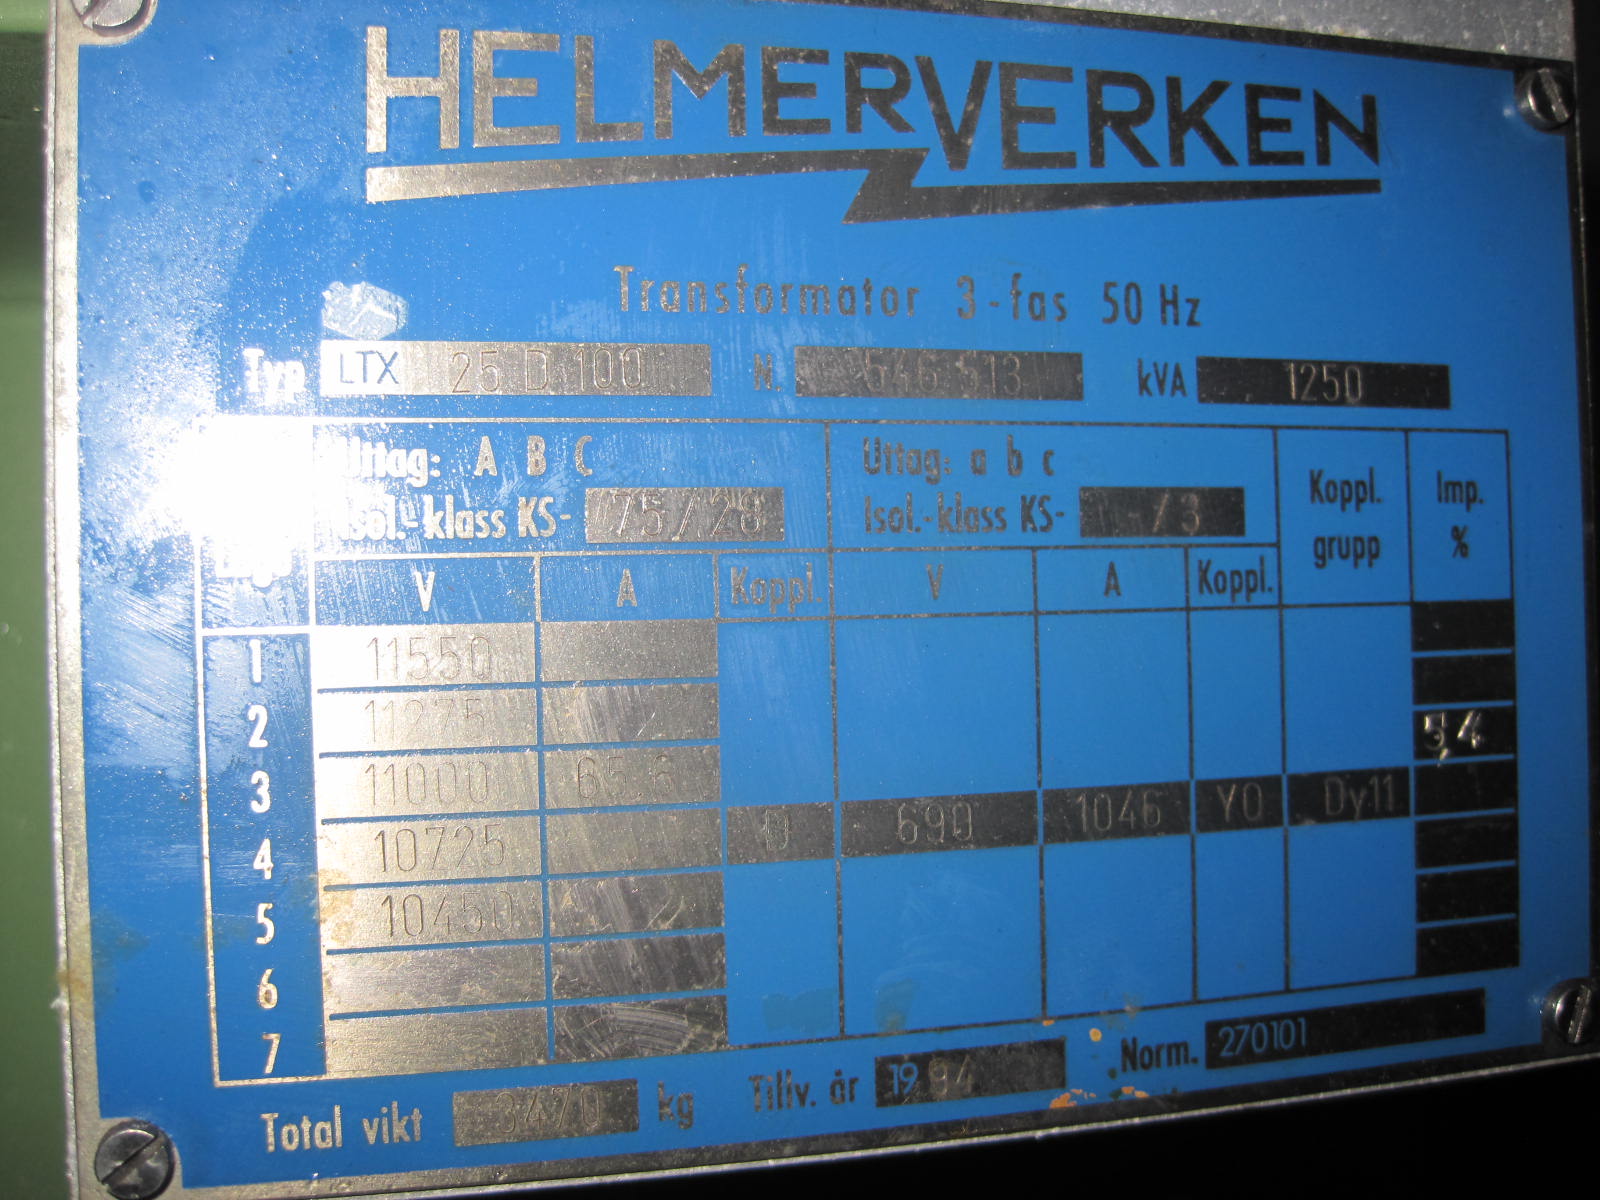 HELMERVERKEN
Transformator 3-fas 50 Hz
Typ LTX 25 D 100 N. 546 513 kVA 1250
Uttag: A B C Uttag: a b c Koppl. grupp Imp. %
Isol.-klass KS- 75/28 Isol.-klass KS- -/3
V A Koppl. V A Koppl.
1 11550
2 11275 5,4
3 11000 65.6
4 10725 D 690 1046 Y0 Dy11
5 10450
6
7
Total vikt 3470 kg Tillv. år 1984 Norm. 270101